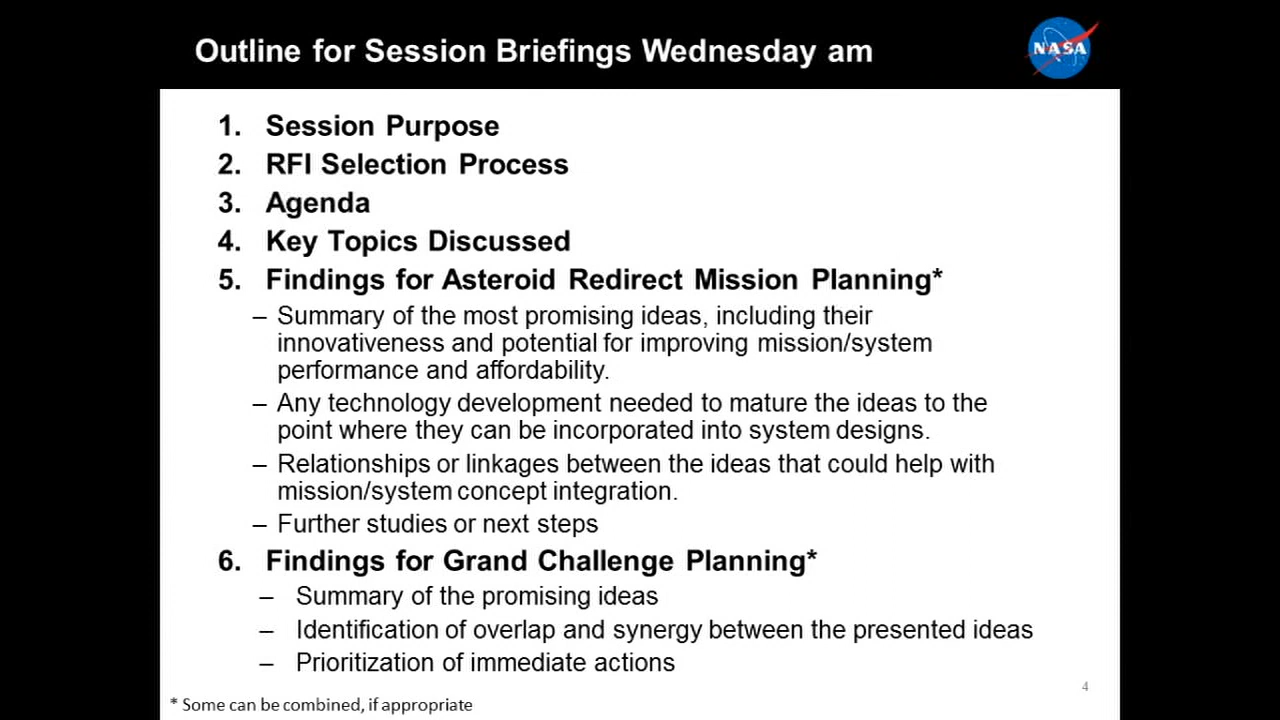 Outline for Session Briefings Wednesday am
NASA
1. Session Purpose
2. RFI Selection Process
3. Agenda
4. Key Topics Discussed
5. Findings for Asteroid Redirect Mission Planning*
– Summary of the most promising ideas, including their
innovativeness and potential for improving mission/system
performance and affordability.
– Any technology development needed to mature the ideas to the
point where they can be incorporated into system designs.
– Relationships or linkages between the ideas that could help with
mission/system concept integration.
– Further studies or next steps
6. Findings for Grand Challenge Planning*
– Summary of the promising ideas
– Identification of overlap and synergy between the presented ideas
– Prioritization of immediate actions
4
* Some can be combined, if appropriate